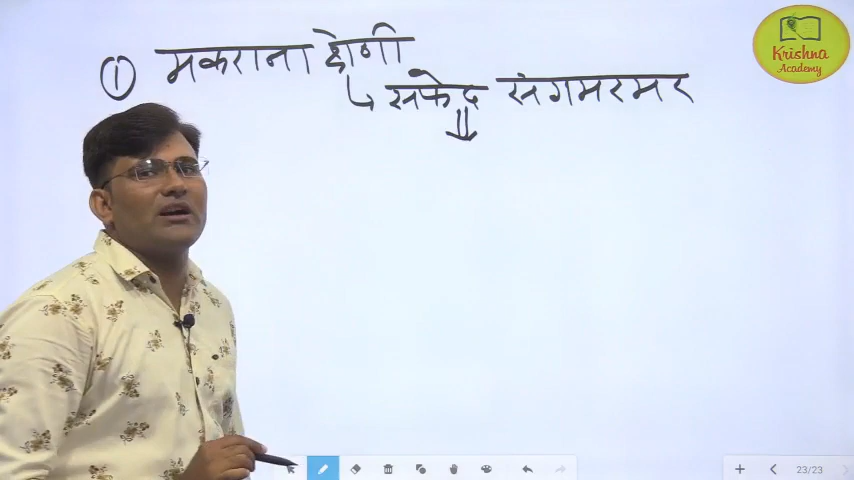 ① मकराना श्रेणी
↳ सफेद संगमरमर
Krishna
Academy
23/23